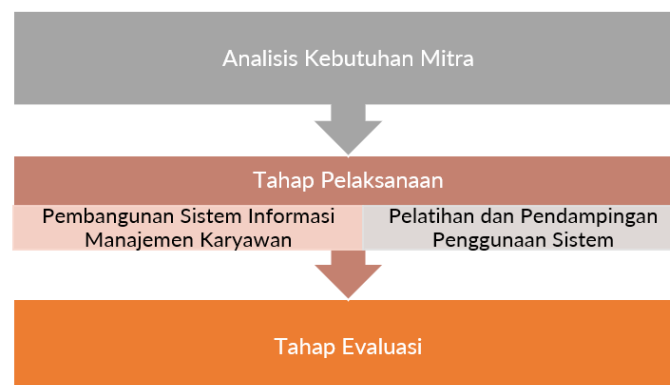 Analisis Kebutuhan Mitra
Tahap Pelaksanaan
Pembangunan Sistem Informasi
Manajemen Karyawan
Pelatihan dan Pendampingan
Penggunaan Sistem
Tahap Evaluasi